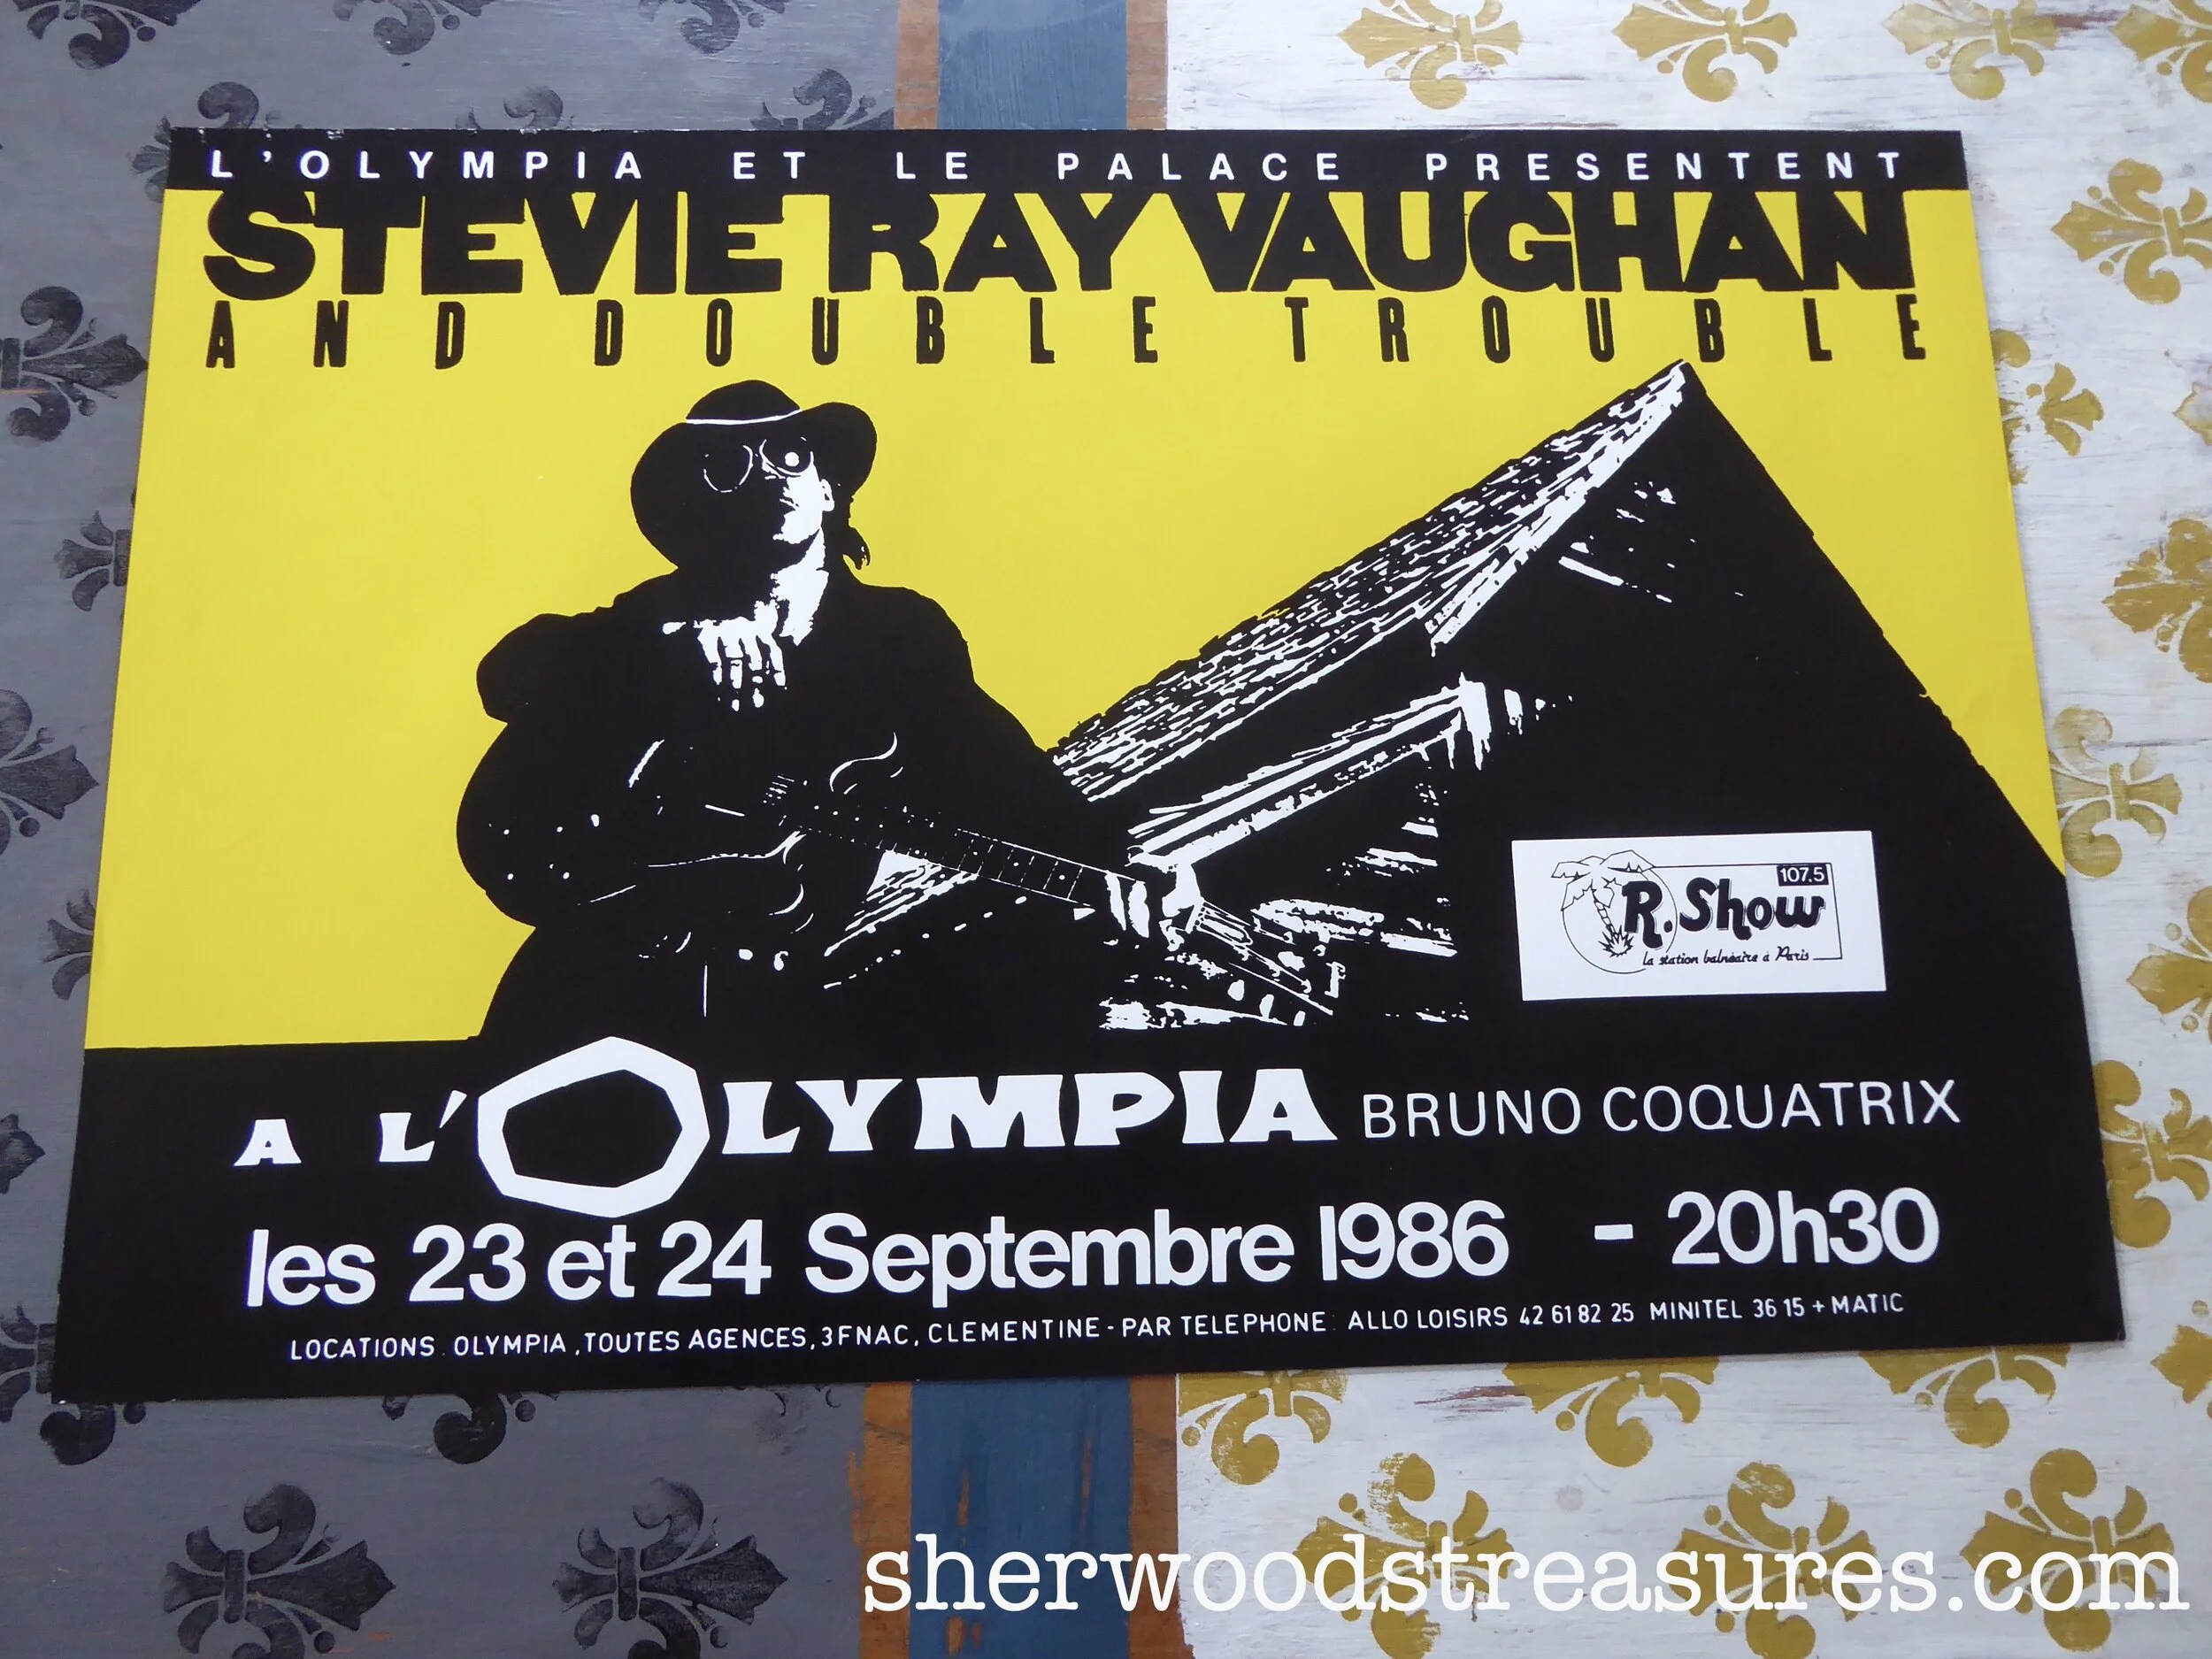 L'OLYMPIA ET LE PALACE PRESENTENT
STEVIE RAY VAUGHAN
AND DOUBLE TROUBLE
107.5
R.Show
la station balnéaire à Paris
A L'OLYMPIA BRUNO COQUATRIX
les 23 et 24 Septembre 1986 - 20h30
LOCATIONS. OLYMPIA, TOUTES AGENCES, 3FNAC, CLEMENTINE - PAR TELEPHONE: ALLO LOISIRS 42 61 82 25 MINITEL 36 15 + MATIC
sherwoodstreasures.com